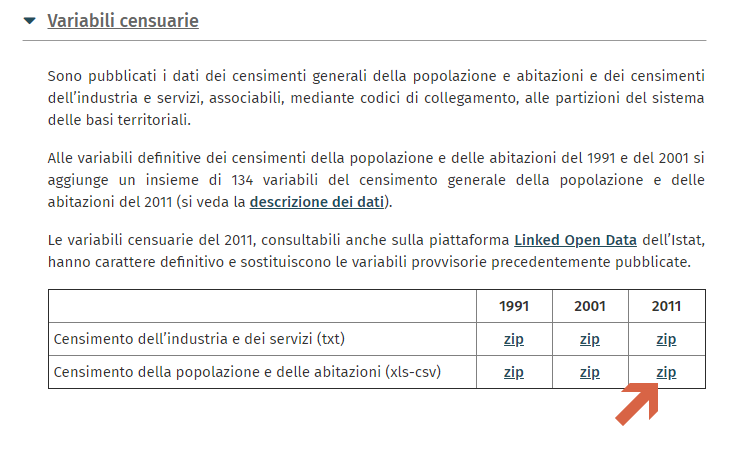 Variabili censuarie
Sono pubblicati i dati dei censimenti generali della popolazione e abitazioni e dei censimenti
dell’industria e servizi, associabili, mediante codici di collegamento, alle partizioni del sistema
delle basi territoriali.
Alle variabili definitive dei censimenti della popolazione e delle abitazioni del 1991 e del 2001 si
aggiunge un insieme di 134 variabili del censimento generale della popolazione e delle
abitazioni del 2011 (si veda la descrizione dei dati).
Le variabili censuarie del 2011, consultabili anche sulla piattaforma Linked Open Data dell’Istat,
hanno carattere definitivo e sostituiscono le variabili provvisorie precedentemente pubblicate.
1991 2001 2011
Censimento dell’industria e dei servizi (txt) zip zip zip
Censimento della popolazione e delle abitazioni (xls-csv) zip zip zip